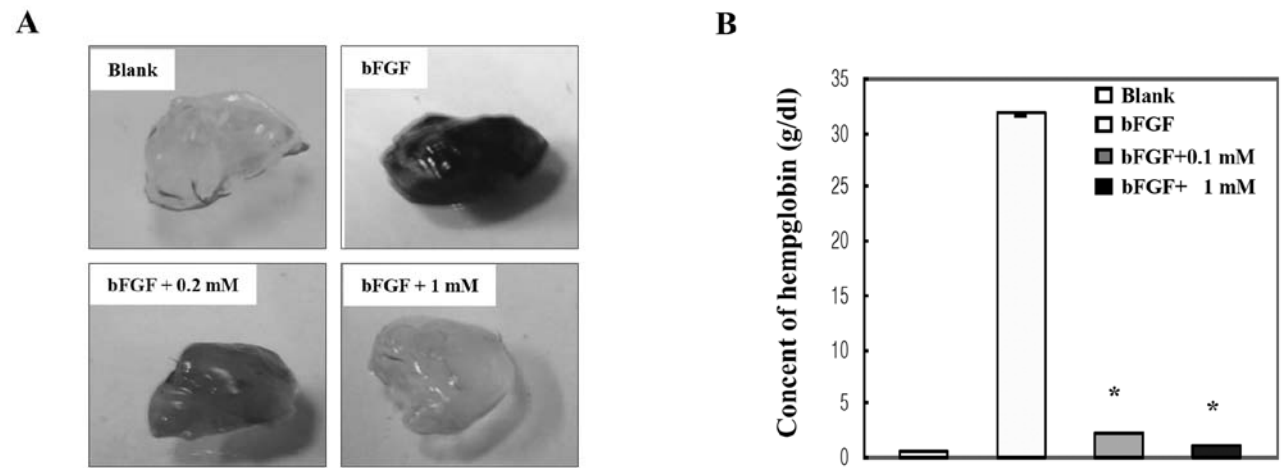 A
Blank
bFGF
bFGF + 0.2 mM
bFGF + 1 mM
B
Concent of hempglobin (g/dl)
35
30
25
20
15
10
5
0
Blank
bFGF
bFGF+0.1 mM
bFGF+ 1 mM
*
*